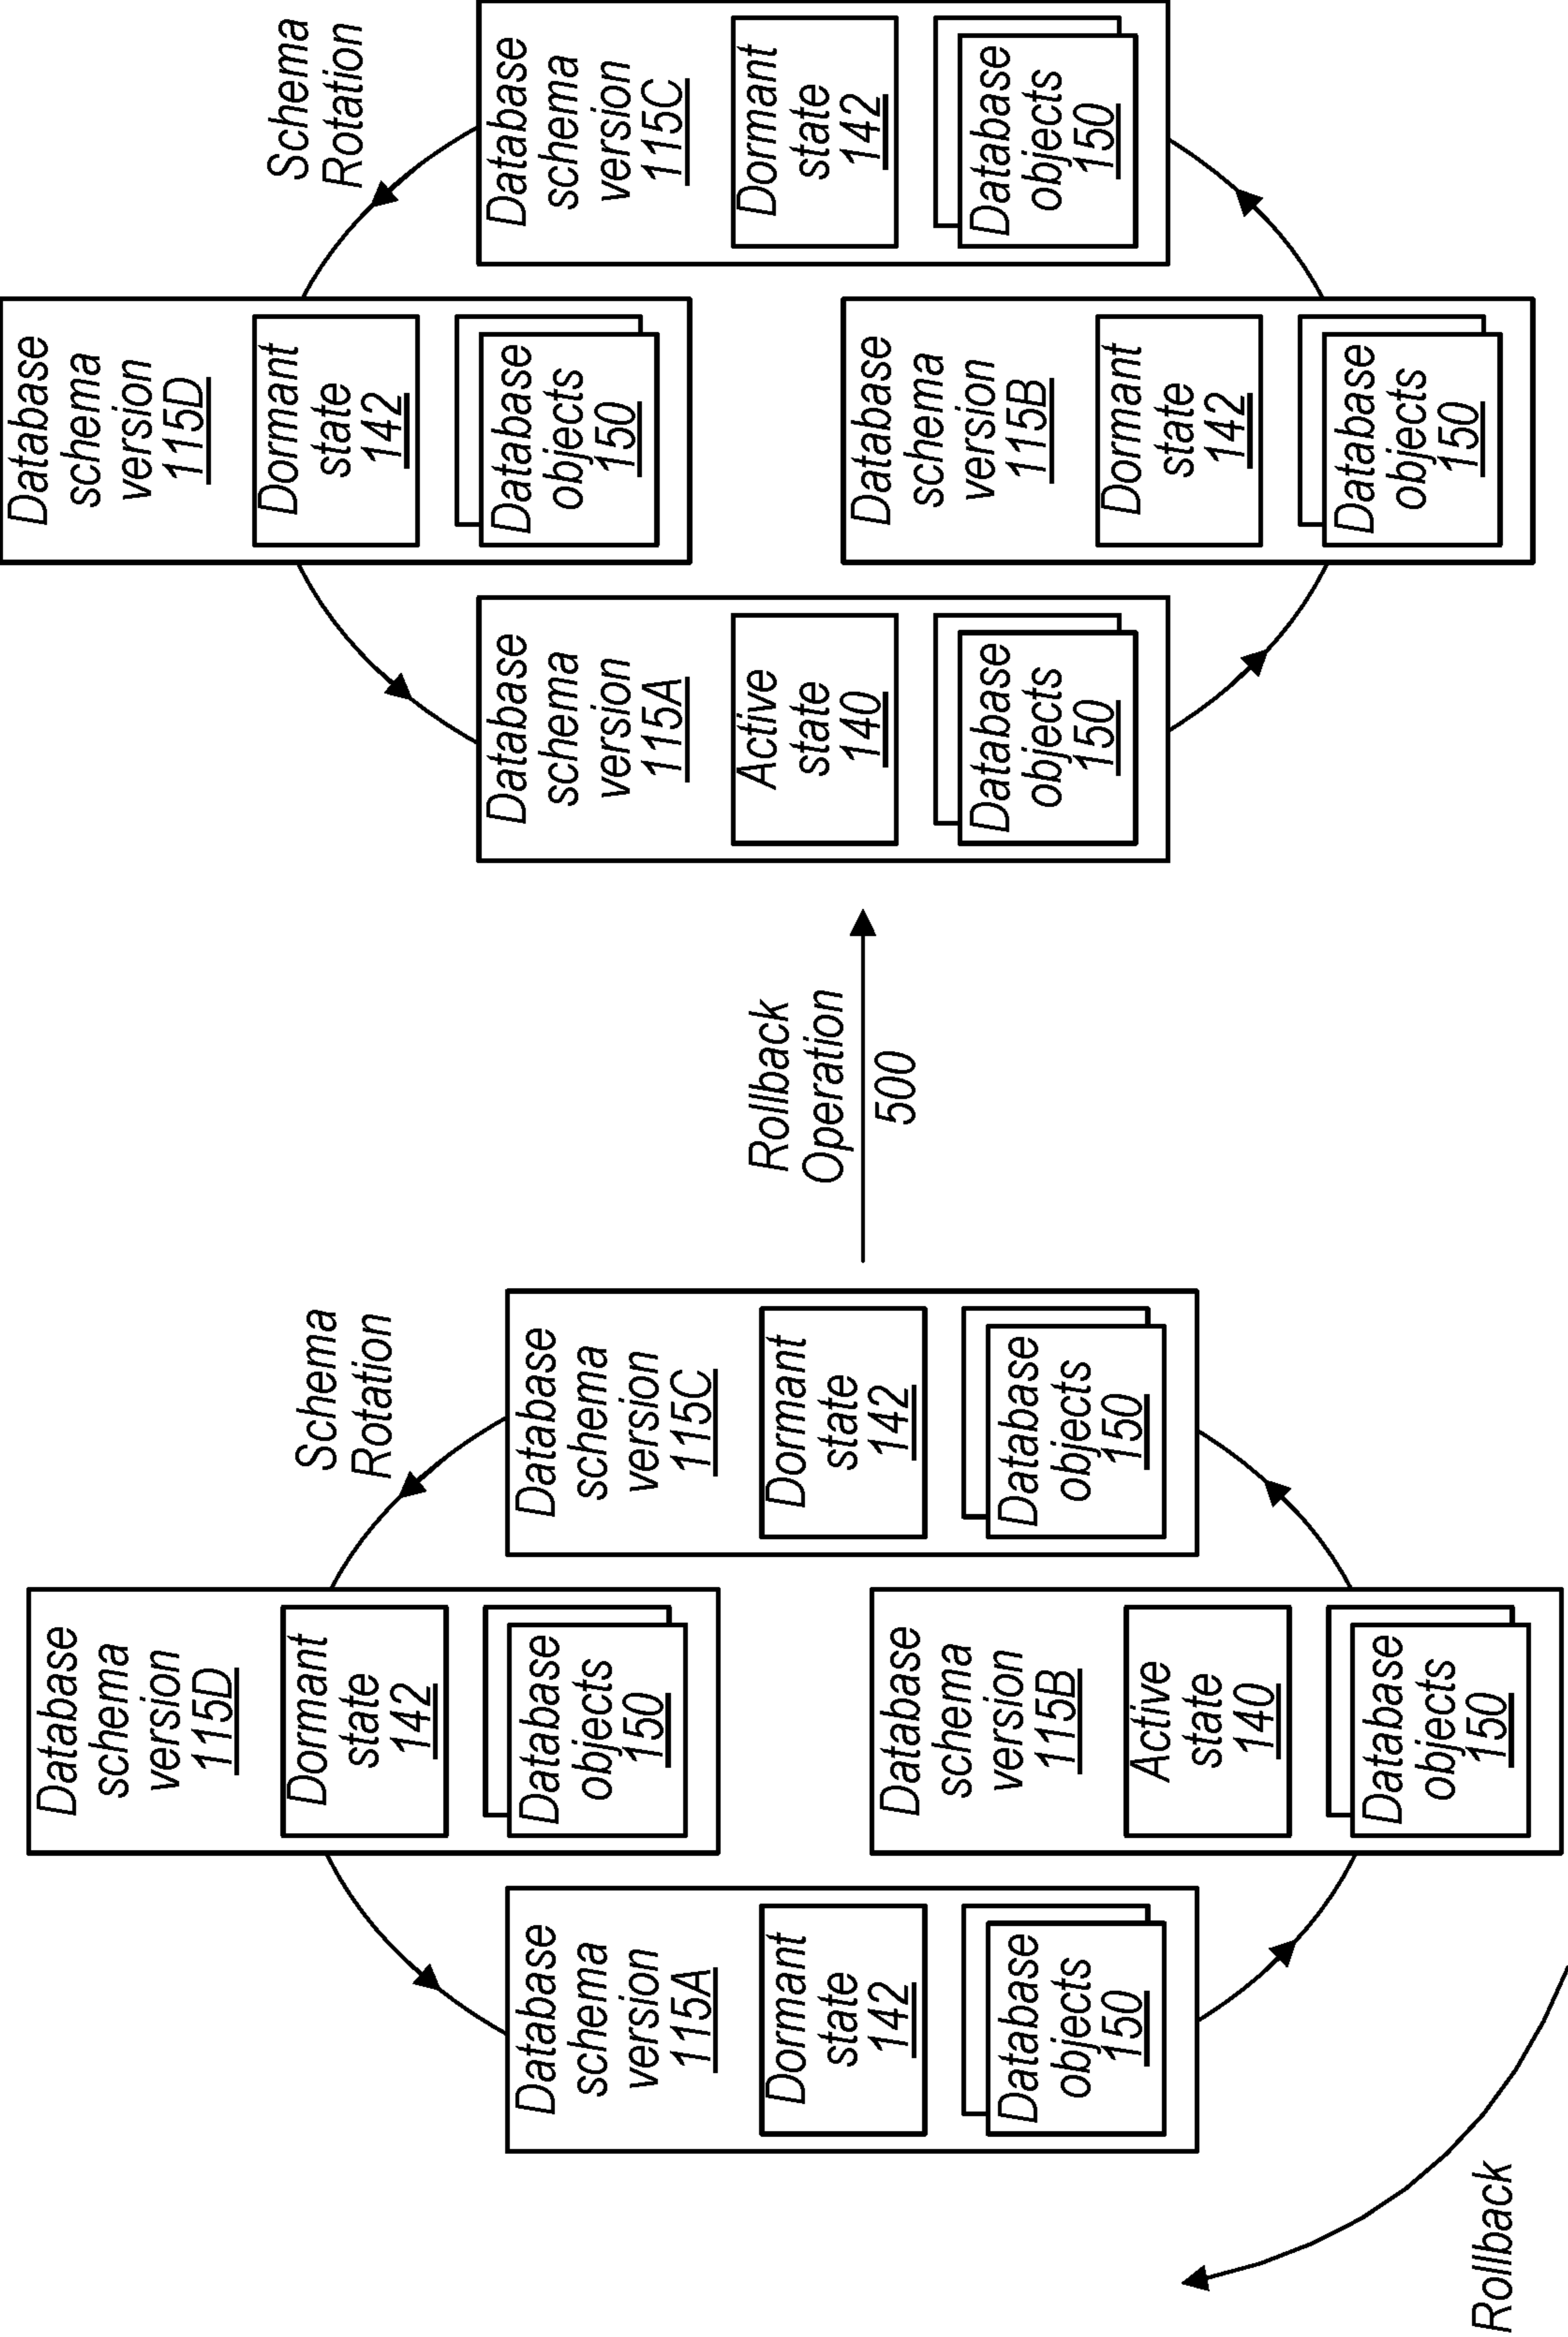 Schema
Rotation
Database
schema
version
115D
Dormant
state
142
Database
objects
150
Database
schema
version
115A
Dormant
state
142
Database
objects
150
Database
schema
version
115C
Dormant
state
142
Database
objects
150
Database
schema
version
115B
Active
state
140
Database
objects
150
Rollback
Rollback
Operation
500
Schema
Rotation
Database
schema
version
115D
Dormant
state
142
Database
objects
150
Database
schema
version
115A
Active
state
140
Database
objects
150
Database
schema
version
115C
Dormant
state
142
Database
objects
150
Database
schema
version
115B
Dormant
state
142
Database
objects
150